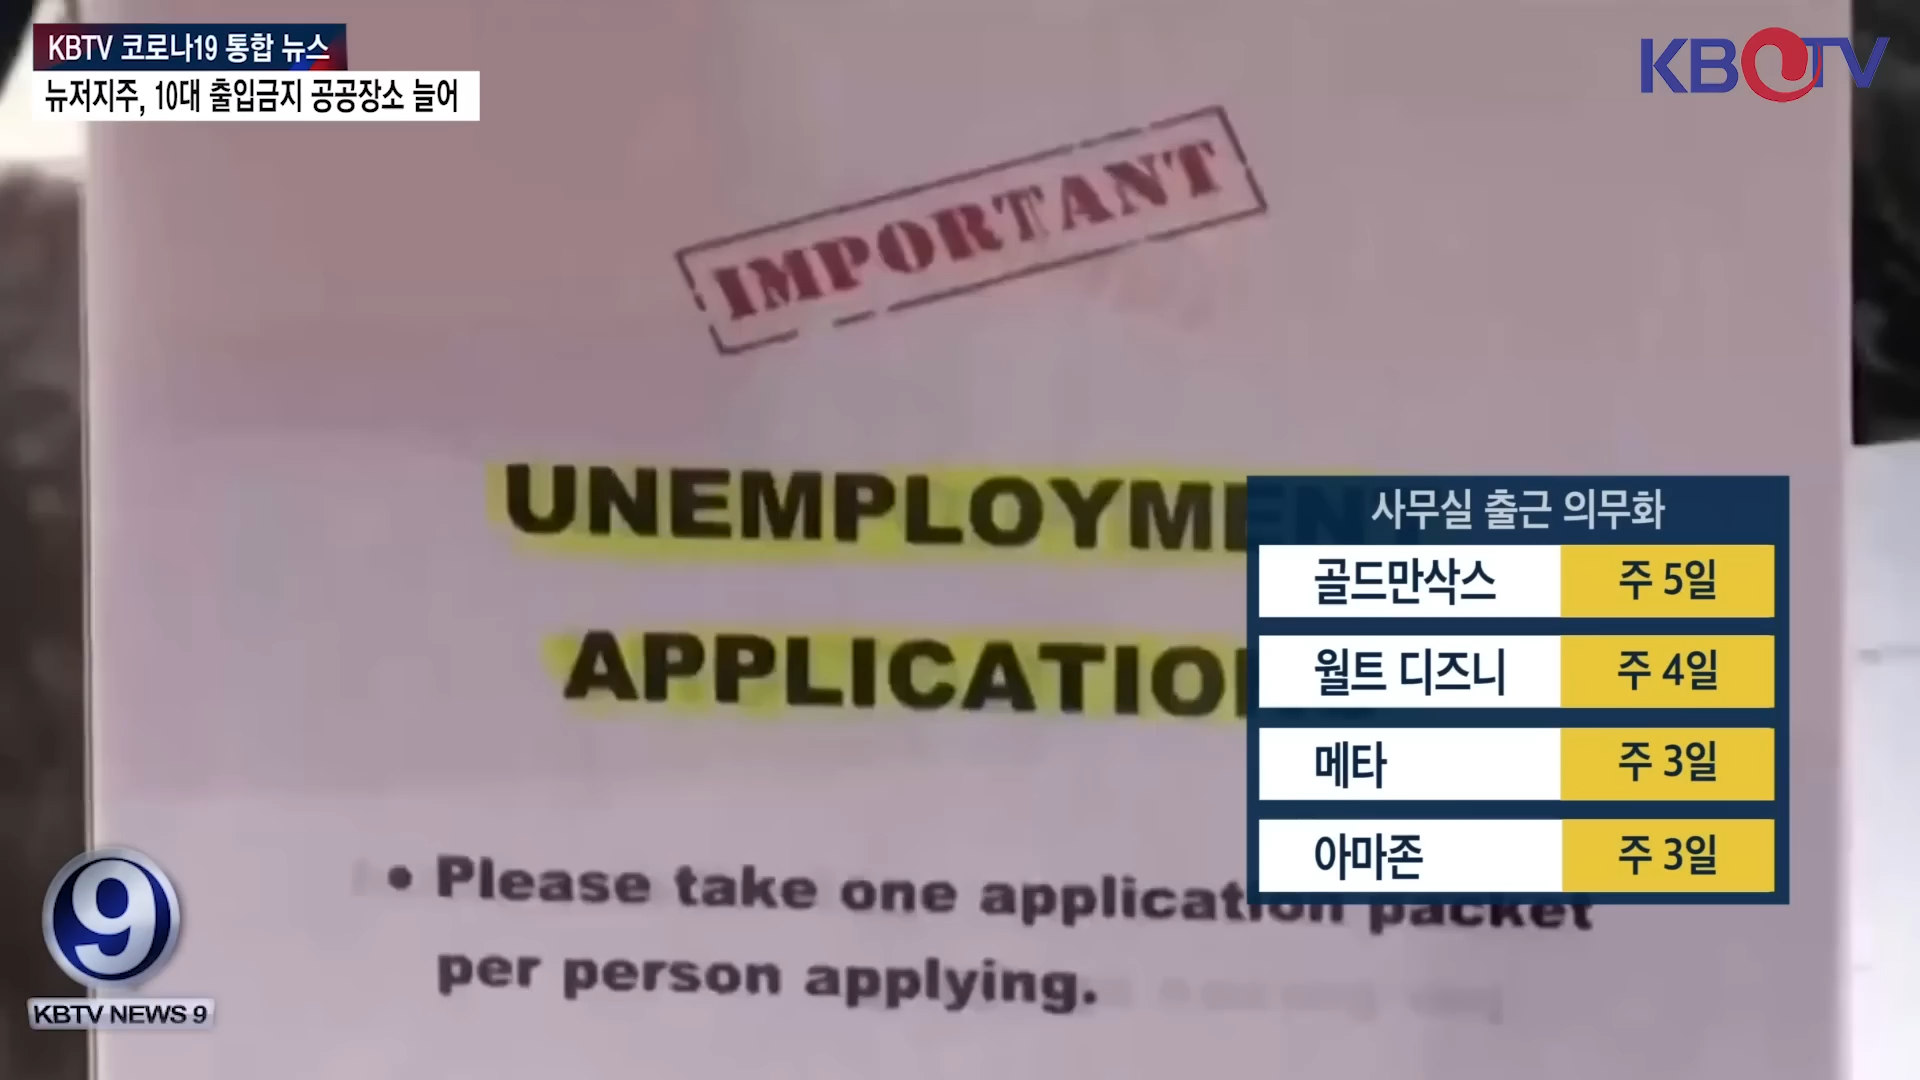 KBTV 코로나19 통합 뉴스
뉴저지주, 10대 출입금지 공공장소 늘어
KBTV
IMPORTANT
UNEMPLOYMENT
APPLICATIONS
사무실 출근 의무화
골드만삭스 주 5일
월트 디즈니 주 4일
메타 주 3일
아마존 주 3일
• Please take one application packet
per person applying.
9
KBTV NEWS 9